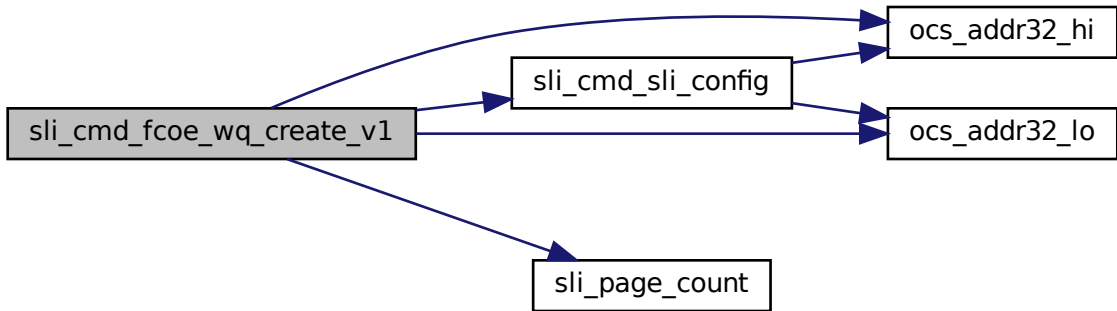 sli_cmd_fcoe_wq_create_v1
sli_cmd_sli_config
ocs_addr32_hi
ocs_addr32_lo
sli_page_count